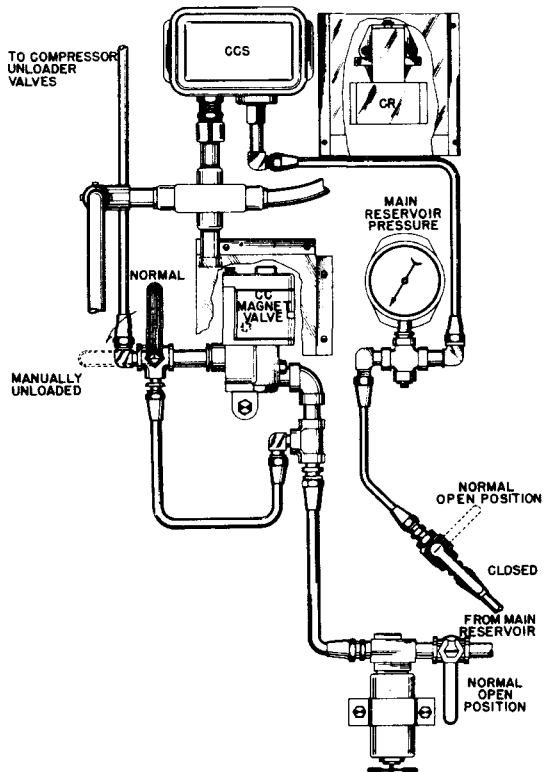 TO COMPRESSOR
UNLOADER
VALVES
CCS
CR
MAIN
RESERVOIR
PRESSURE
NORMAL
CC
MAGNET
VALVE
MANUALLY
UNLOADED
NORMAL
OPEN POSITION
CLOSED
FROM MAIN
RESERVOIR
NORMAL
OPEN
POSITION